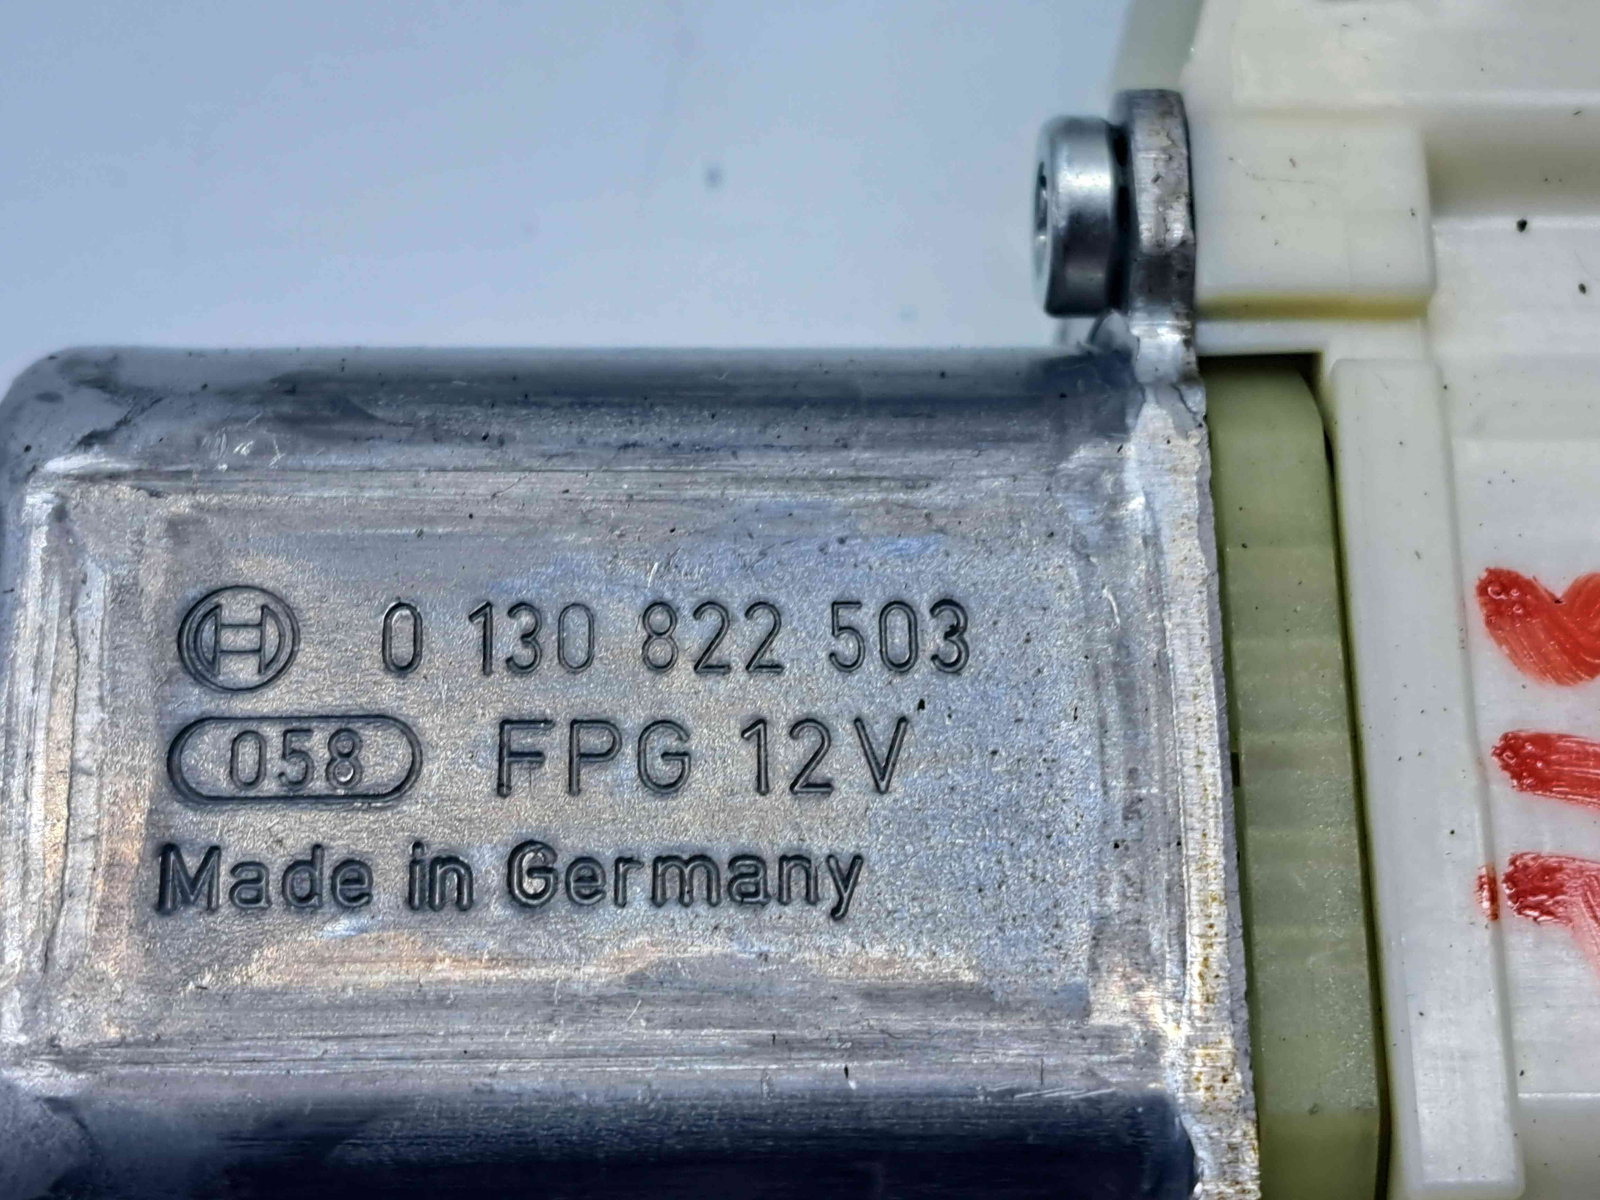 0 130 822 503
058 FPG 12V
Made in Germany